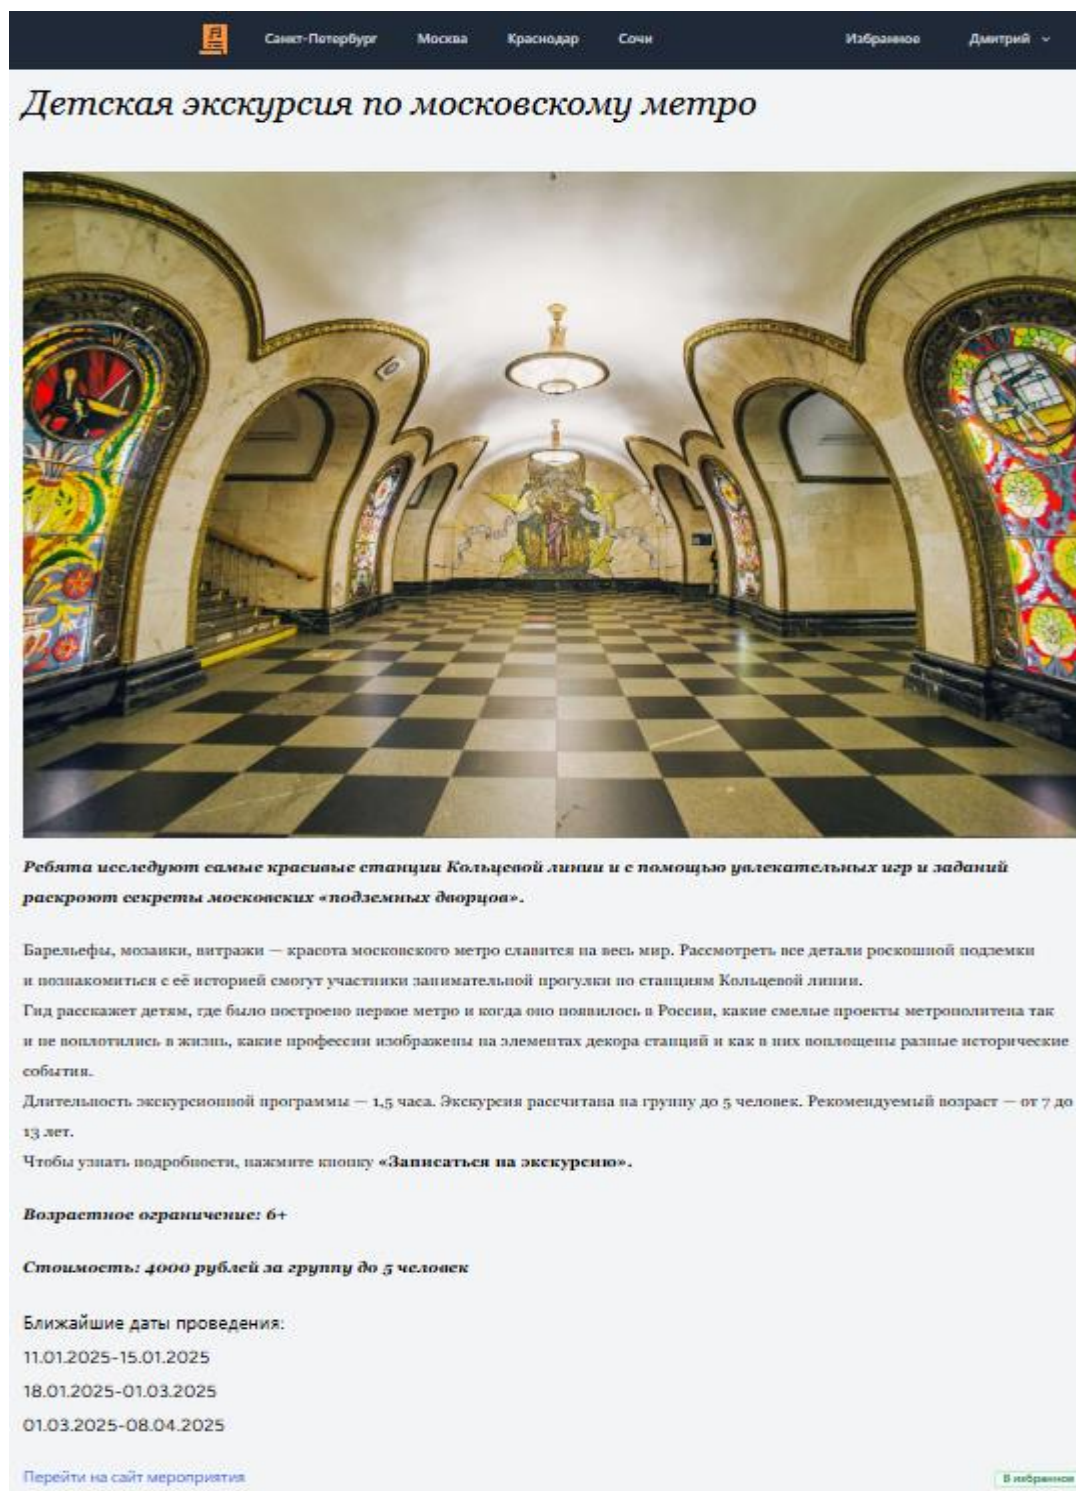 Санкт-Петербург Москва Краснодар Сочи Избранное Дмитрий
Детская экскурсия по московскому метро
Ребята исследуют самые красивые станции Кольцевой линии и с помощью увлекательных игр и заданий
раскроют секреты московских «подземных дворцов».
Барельефы, мозаики, витражи — красота московского метро славится на весь мир. Рассмотреть все детали роскошной подземки
и познакомиться с её историей смогут участники занимательной прогулки по станциям Кольцевой линии.
Гид расскажет детям, где было построено первое метро и когда оно появилось в России, какие смелые проекты метрополитена так
и не воплотились в жизнь, какие профессии изображены на элементах декора станций и как в них воплощены разные исторические
события.
Длительность экскурсионной программы — 1,5 часа. Экскурсия рассчитана на группу до 5 человек. Рекомендуемый возраст — от 7 до
13 лет.
Чтобы узнать подробности, нажмите кнопку «Записаться на экскурсию».
Возрастное ограничение: 6+
Стоимость: 4000 рублей за группу до 5 человек
Ближайшие даты проведения:
11.01.2025-15.01.2025
18.01.2025-01.03.2025
01.03.2025-08.04.2025
Перейти на сайт мероприятия В избранное